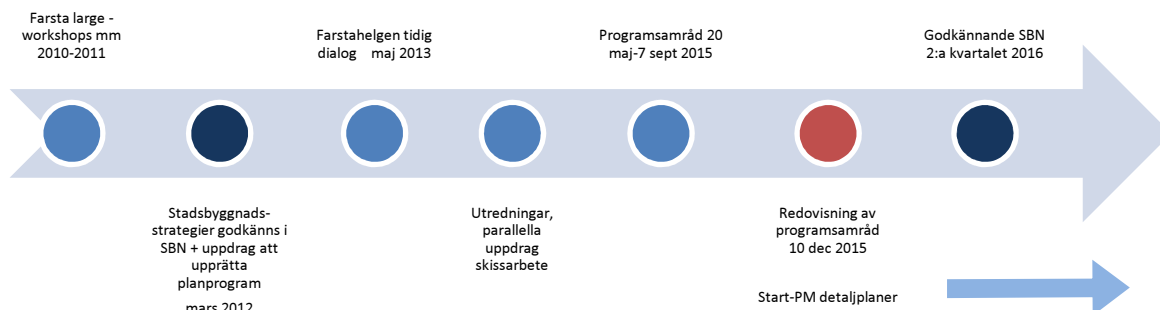 Farsta large -
workshops mm
2010-2011
Farstahelgen tidig
dialog maj 2013
Programsamråd 20
maj-7 sept 2015
Godkännande SBN
2:a kvartalet 2016
Stadsbyggnads-
strategier godkänns i
SBN + uppdrag att
upprätta
planprogram
mars 2012
Utredningar,
parallella
uppdrag
skissarbete
Redovisning av
programsamråd
10 dec 2015
Start-PM detaljplaner